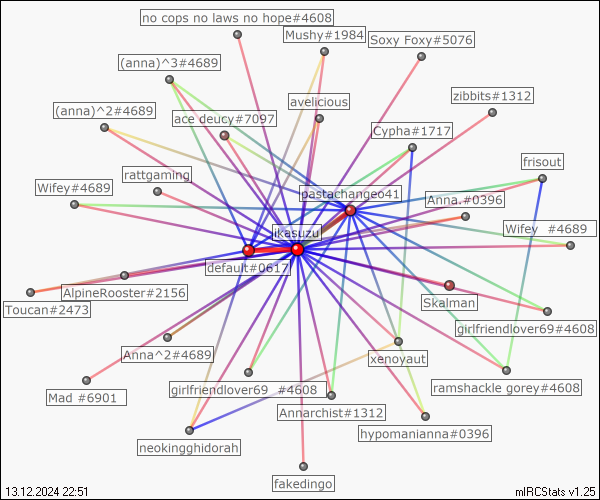 no cops no laws no hope#4608
Mushy#1984
Soxy Foxy#5076
(anna)^3#4689
zibbits#1312
avelicious
(anna)^2#4689
ace deucy#7097
Cypha#1717
frisout
rattgaming
Wifey#4689
pastachangeo41
Anna.#0396
Wifey _#4689
ikasuzu
default#0617
AlpineRooster#2156
Skalman
Toucan#2473
girlfriendlover69#4608
Anna^2#4689
xenoyaut
Mad #6901
girlfriendlover69_#4608
ramshackle gorey#4608
Annarchist#1312
hypomanianna#0396
neokingghidorah
fakedingo
13.12.2024 22:51
mIRCStats v1.25